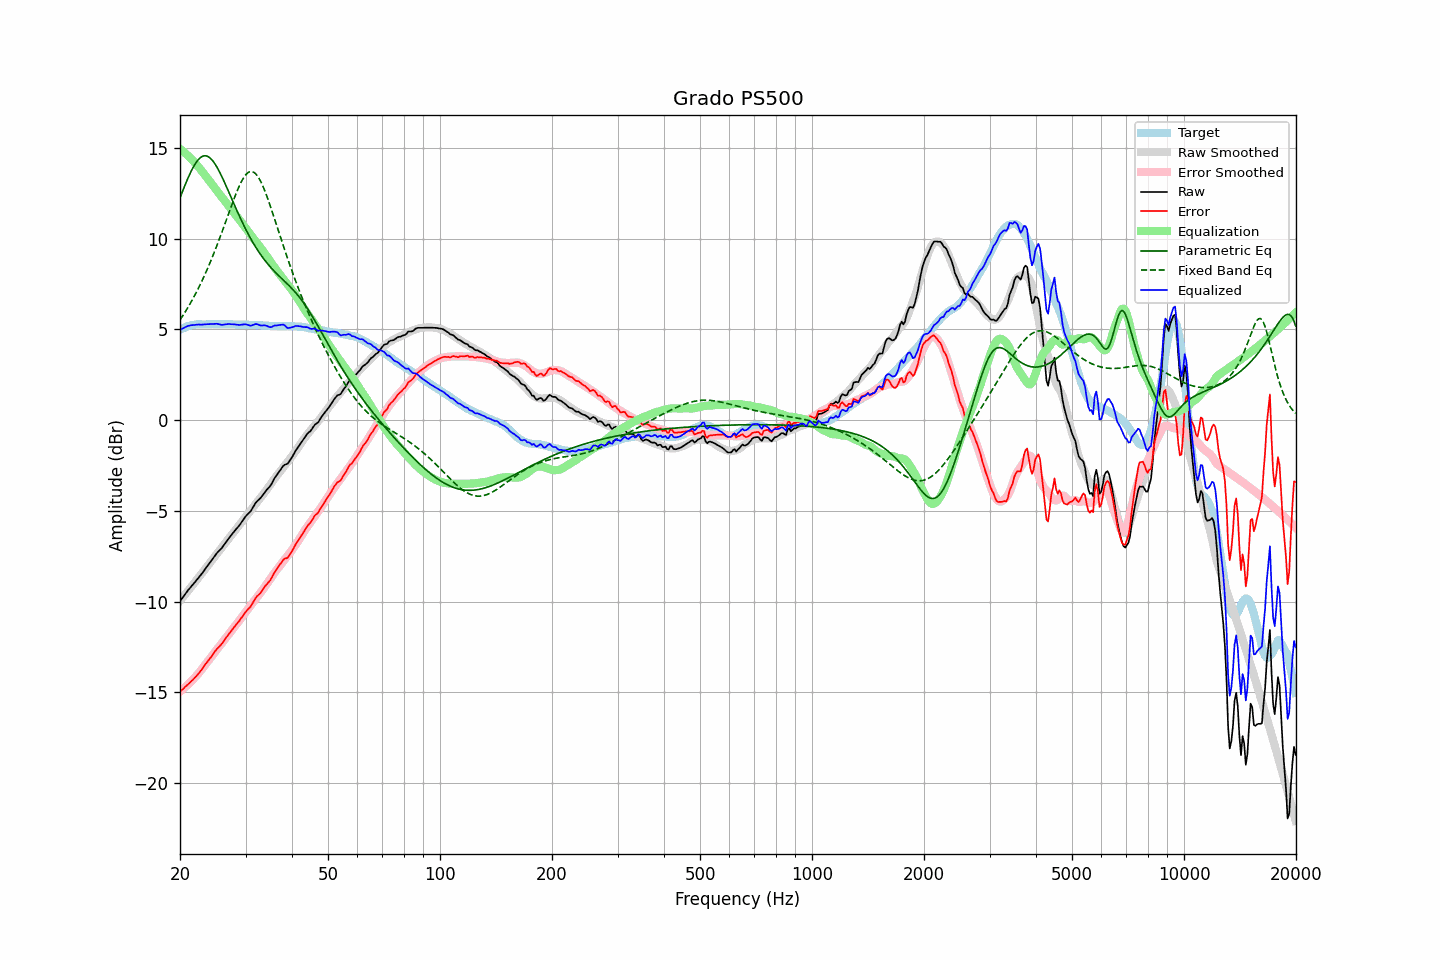 Grado PS500
Amplitude (dBr)
15
10
5
0
−5
−10
−15
−20
Target
Raw Smoothed
Error Smoothed
Raw
Error
Equalization
Parametric Eq
Fixed Band Eq
Equalized
20 50 100 200 500 1000 2000 5000 10000 20000
Frequency (Hz)